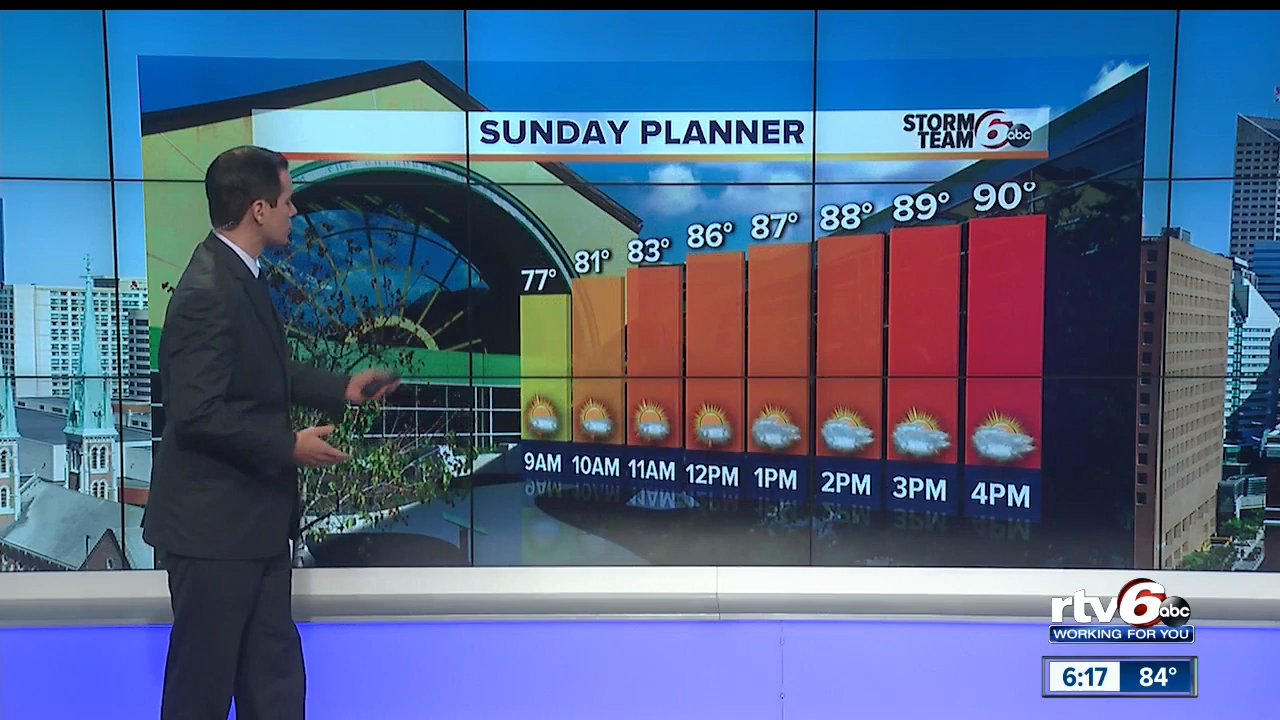 SUNDAY PLANNER
STORM
TEAM 6 abc
77° 81° 83° 86° 87° 88° 89° 90°
9AM 10AM 11AM 12PM 1PM 2PM 3PM 4PM
rtv6 abc
WORKING FOR YOU
6:17 84°